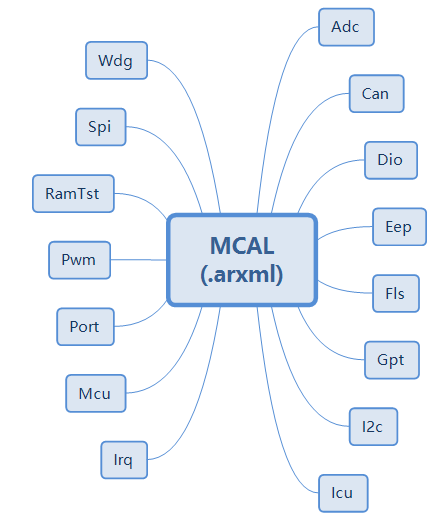 Adc
Wdg
Can
Spi
Dio
RamTst
Eep
MCAL
(.arxml)
Pwm
Fls
Port
Gpt
Mcu
I2c
Irq
Icu